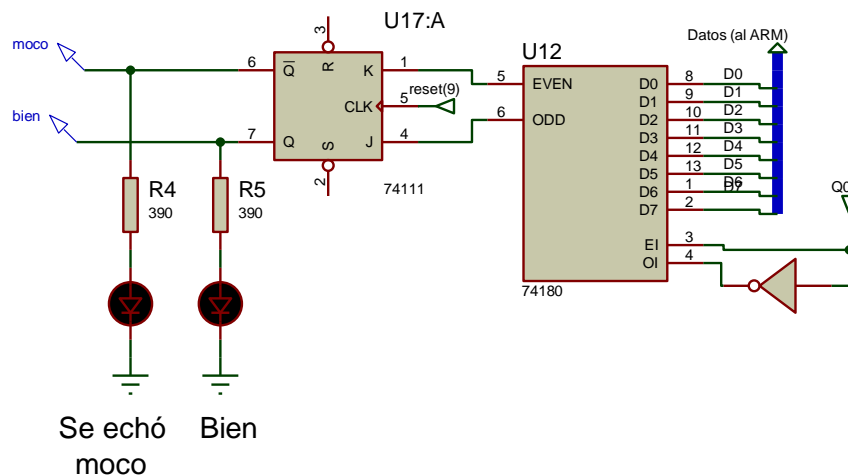 U17:A
moco
bien
6
7
Q
Q
R
S
K
CLK
J
3
2
1
5
4
reset(9)
74111
R4
390
R5
390
Se echó
moco
Bien
U12
5
6
EVEN
ODD
D0
D1
D2
D3
D4
D5
D6
D7
EI
OI
8
9
10
11
12
13
1
2
3
4
74180
Datos (al ARM)
D0
D1
D2
D3
D4
D5
D6
D7
Q0